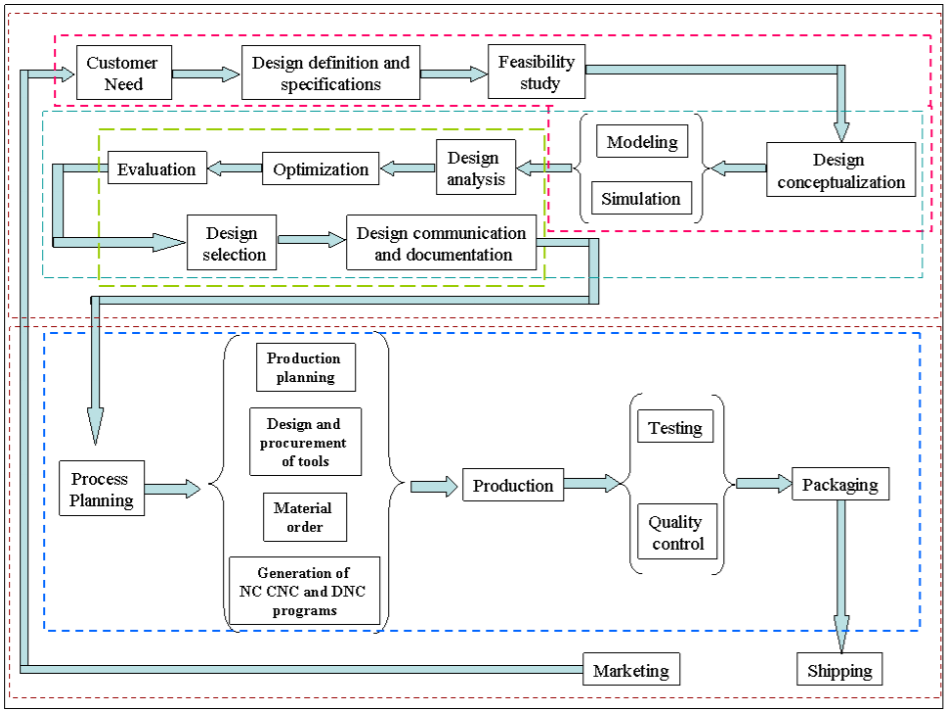 Customer
Need
Design definition and
specifications
Feasibility
study
Modeling
Simulation
Design
conceptualization
Design
analysis
Optimization
Evaluation
Design
selection
Design communication
and documentation
Process
Planning
Production
planning
Design and
procurement
of tools
Material
order
Generation of
NC CNC and DNC
programs
Production
Testing
Quality
control
Packaging
Marketing
Shipping